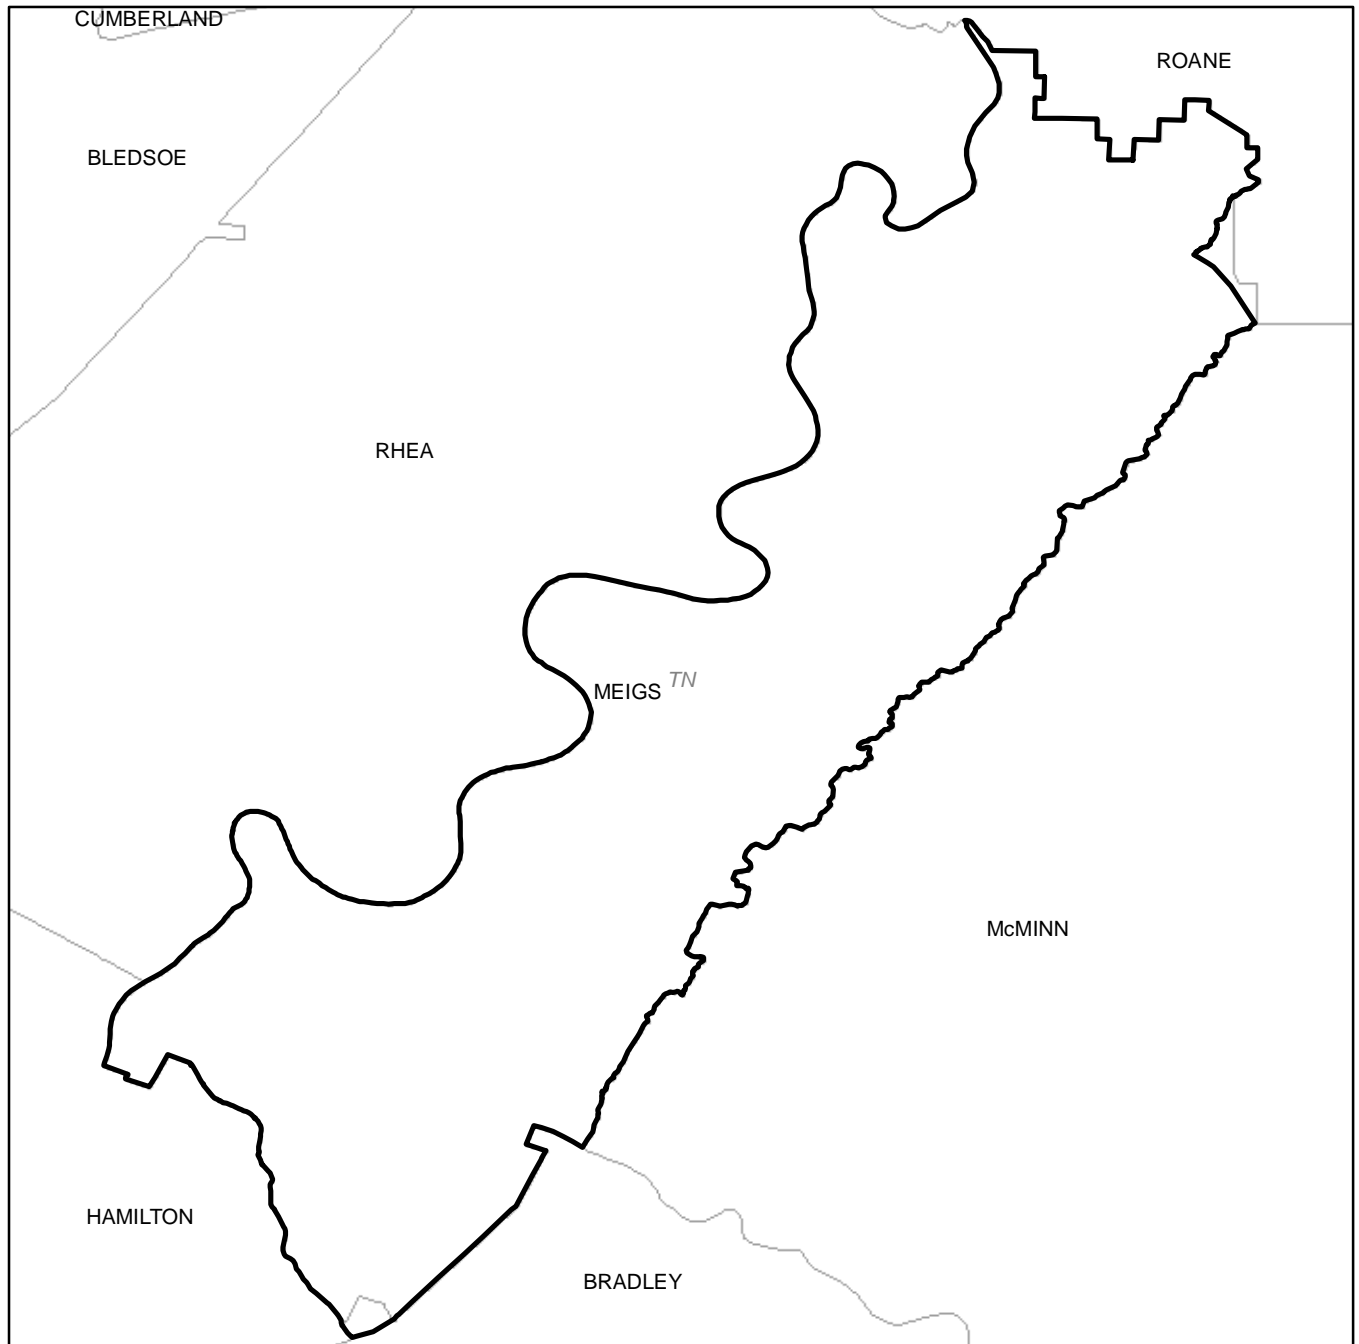 CUMBERLAND
ROANE
BLEDSOE
RHEA
MEIGS TN
McMINN
HAMILTON
BRADLEY